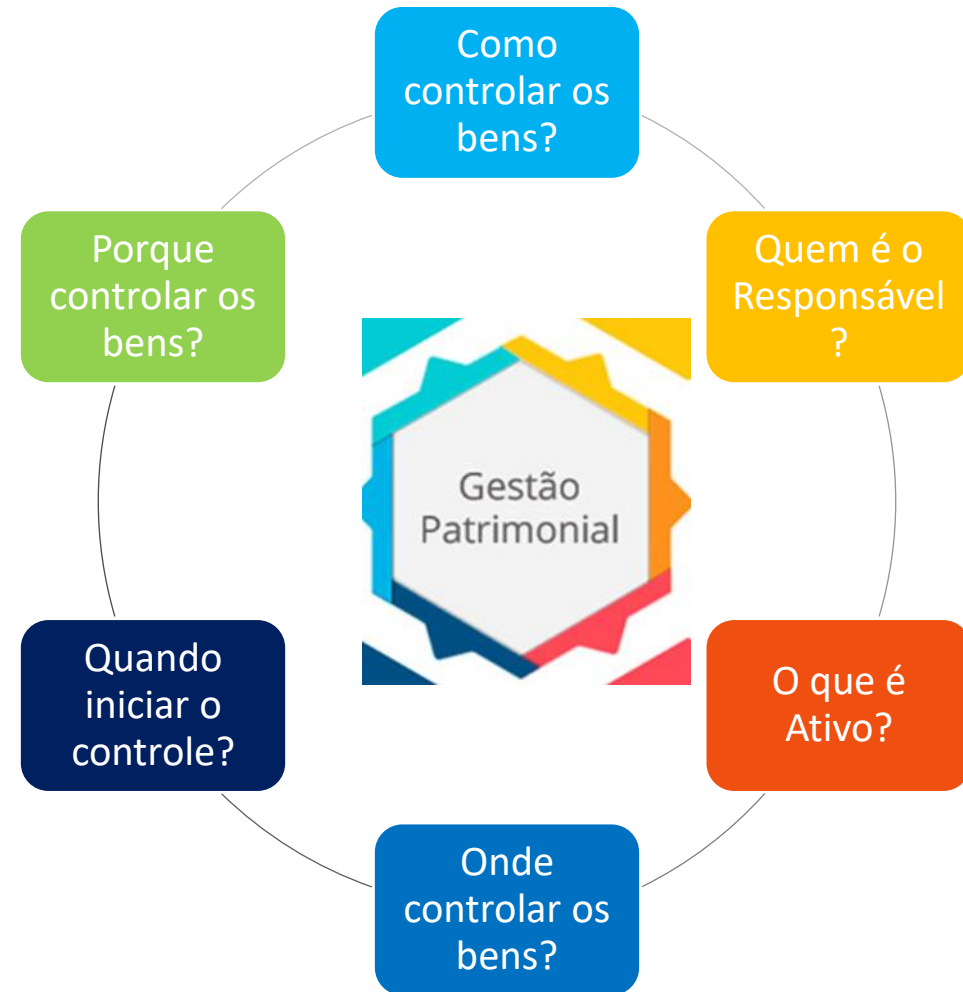 Como
controlar os
bens?
Porque
controlar os
bens?
Quem é o
Responsável
?
Gestão
Patrimonial
Quando
iniciar o
controle?
O que é
Ativo?
Onde
controlar os
bens?